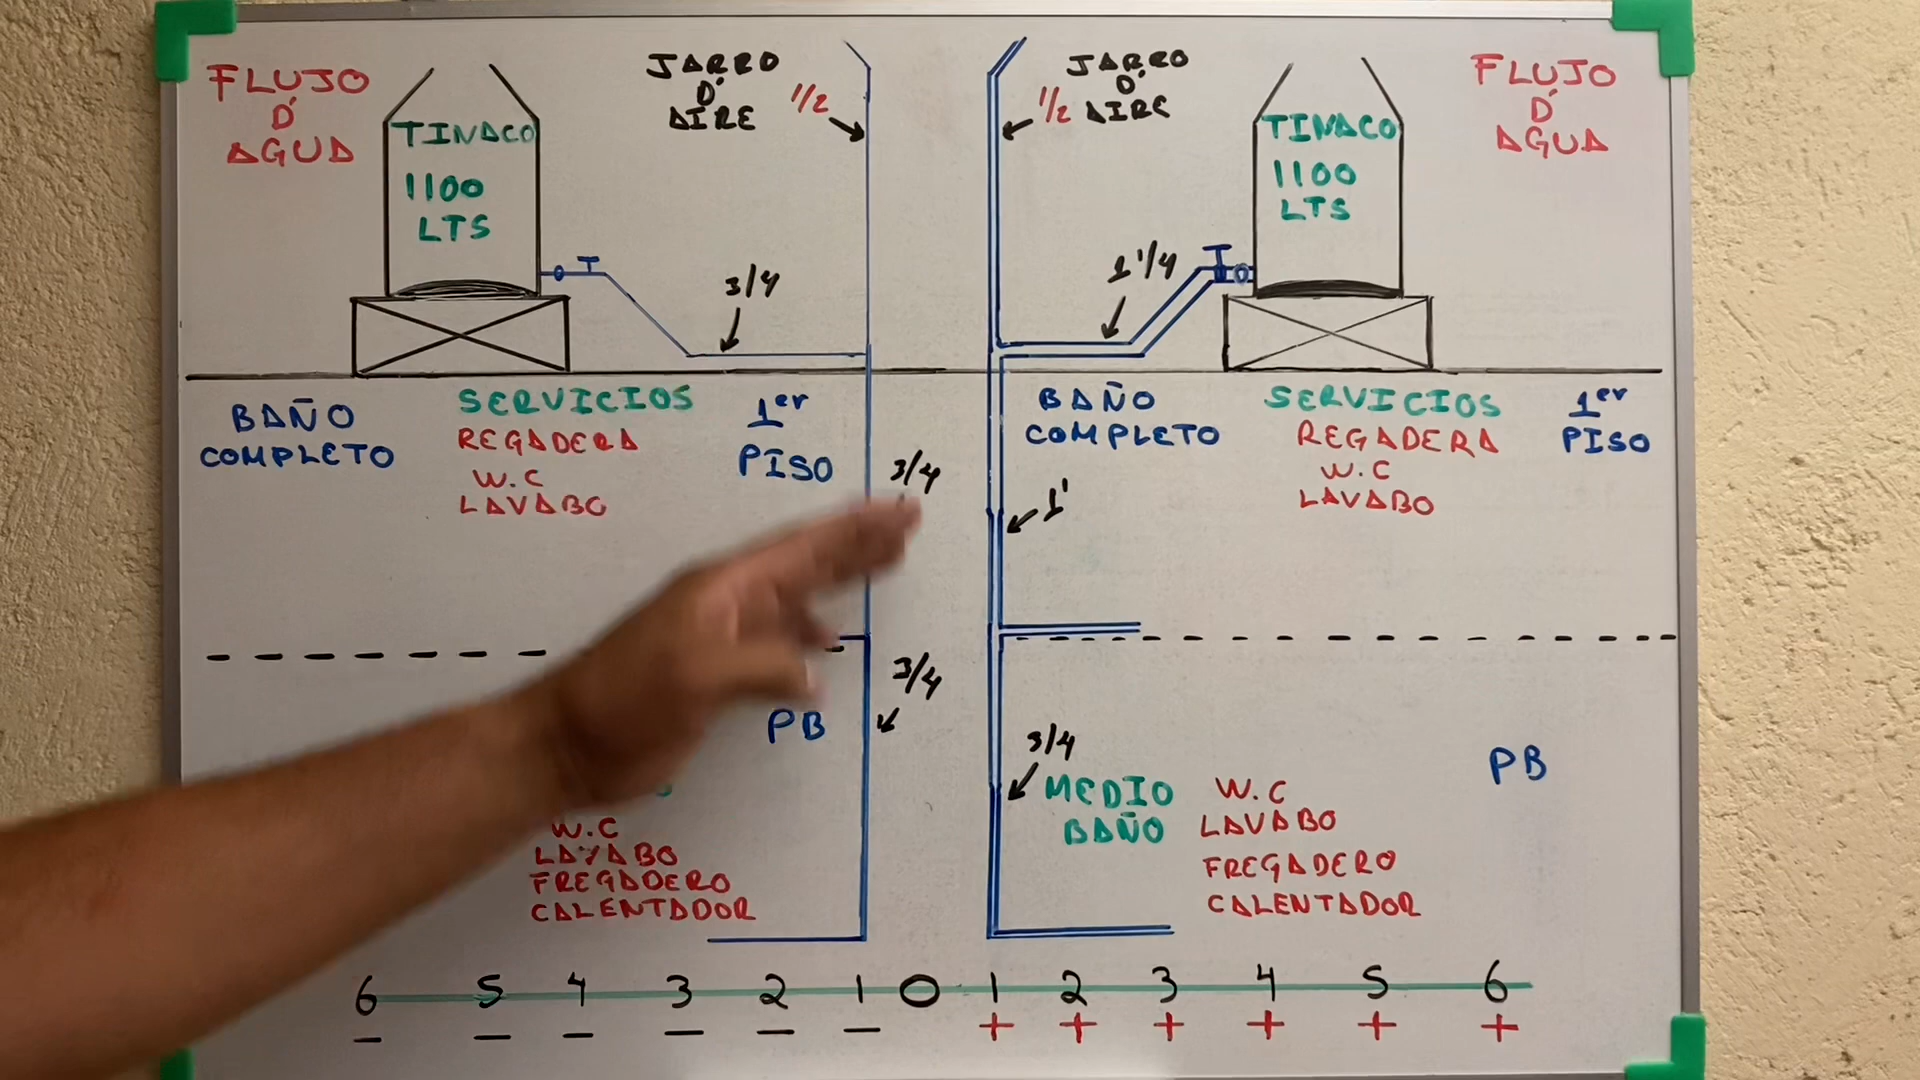 FLUJO
D'
AGUA
TINACO
1100
LTS
JARRO
D'
AIRE
1/2
3/4
JARRO
D'
AIRE
1/2
1'1/4
TINACO
1100
LTS
FLUJO
D'
AGUA
BAÑO
COMPLETO
SERVICIOS
REGADERA
W.C
LAVABO
1er
PISO
3/4
BAÑO
COMPLETO
1'
SERVICIOS
REGADERA
W.C
LAVABO
1er
PISO
PB
3/4
W.C
LAVABO
FREGADERO
CALENTADOR
3/4
MEDIO
BAÑO
W.C
LAVABO
FREGADERO
CALENTADOR
PB
6 5 4 3 2 1 0 1 2 3 4 5 6
- - - - - - + + + + + +